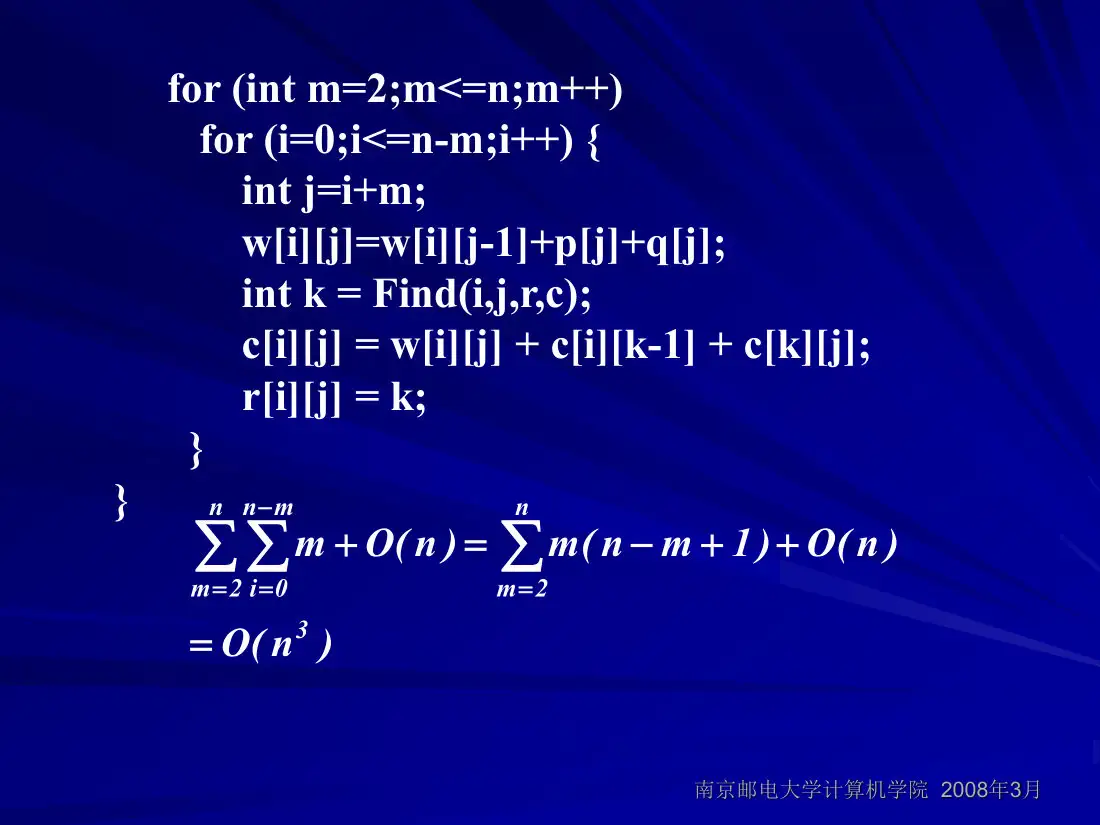 for (int m=2;m<=n;m++)
for (i=0;i<=n-m;i++) {
int j=i+m;
w[i][j]=w[i][j-1]+p[j]+q[j];
int k = Find(i,j,r,c);
c[i][j] = w[i][j] + c[i][k-1] + c[k][j];
r[i][j] = k;
}
}
n n−m n
∑∑m+O(n)=∑m(n−m+1)+O(n)
m=2 i=0 m=2
=O(n³)
南京邮电大学计算机学院 2008年3月